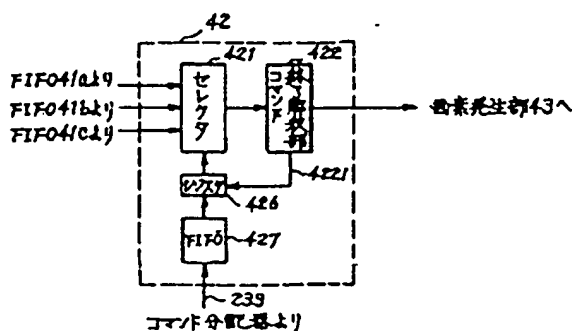 42
421
422
FIFO41aより
FIFO41bより
FIFO41cより
セレクタ
コマンド
解釈部
画素発生部43へ
4221
レジスタ
426
FIFO
427
239
コマンド分配器より